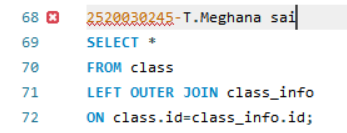 68 2520030245-T.Meghana sai
69 SELECT *
70 FROM class
71 LEFT OUTER JOIN class_info
72 ON class.id=class_info.id;